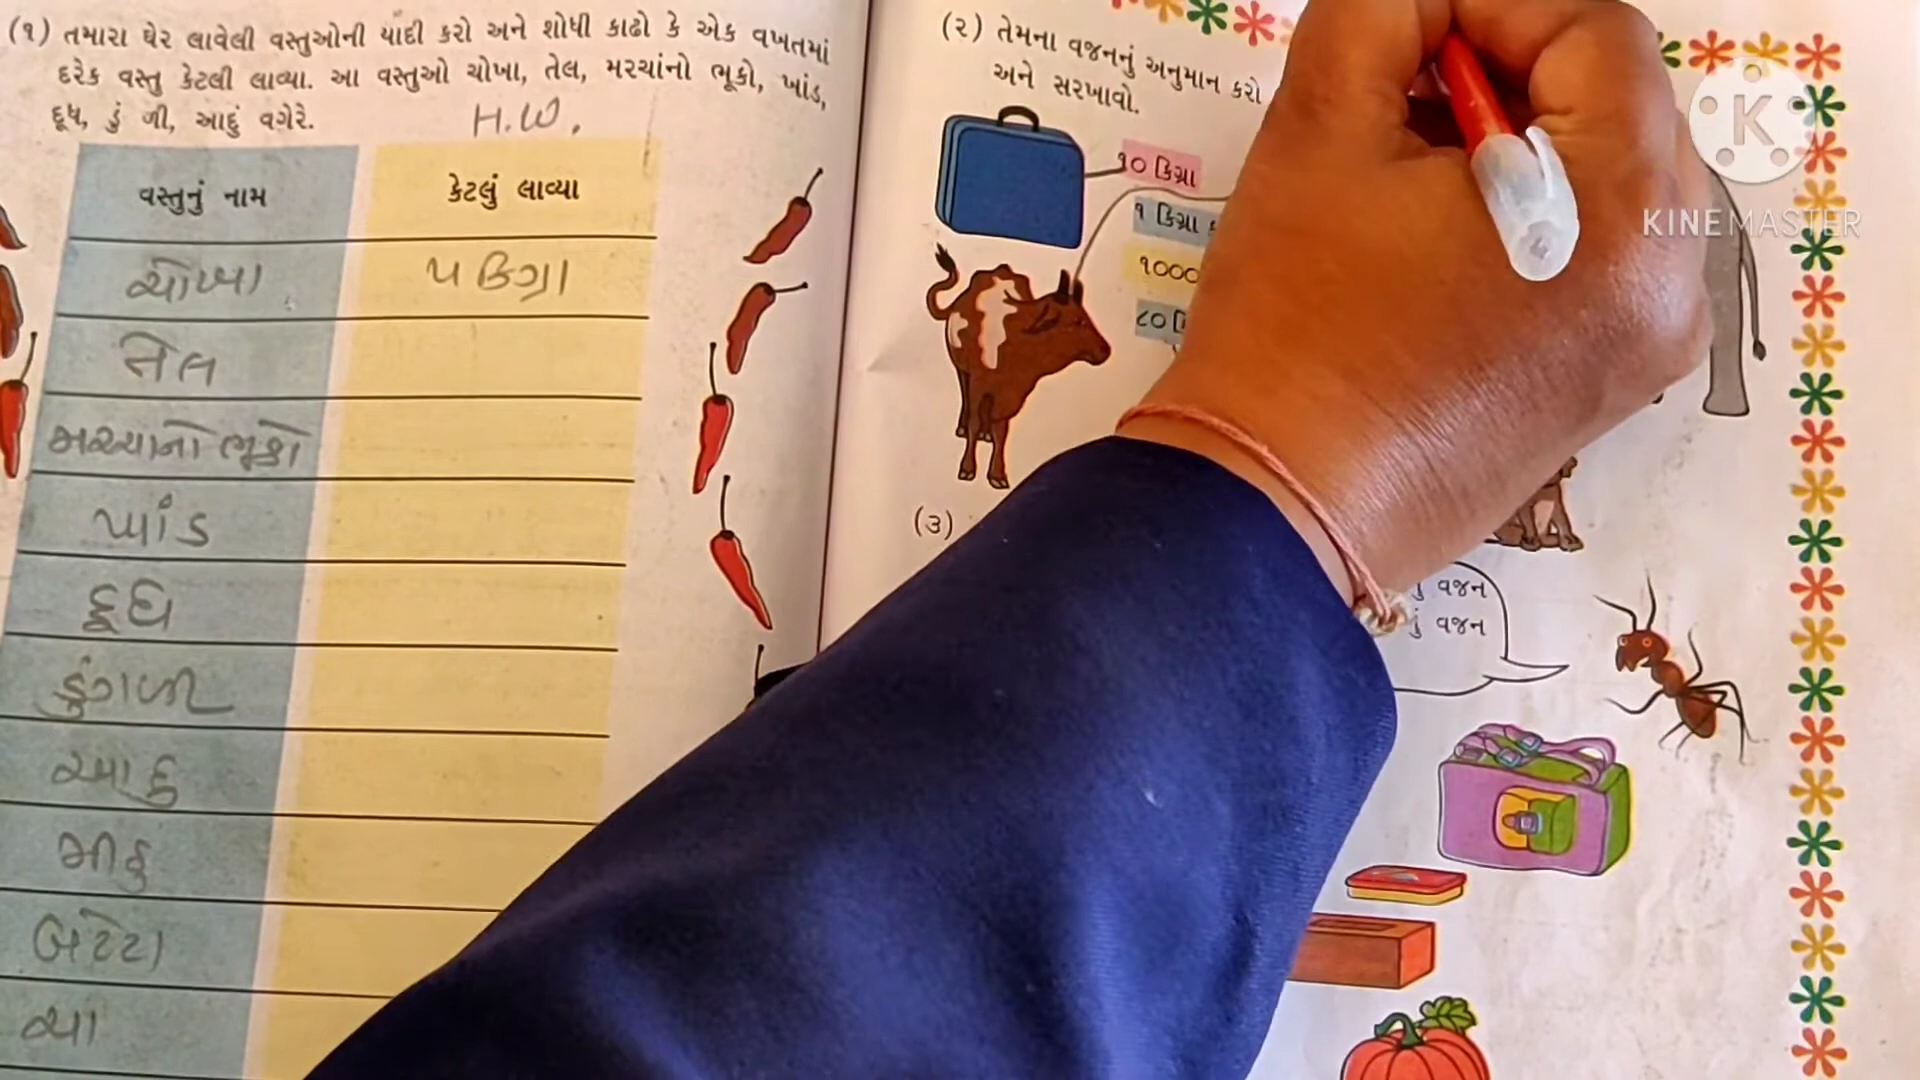 (૧) તમારા ઘેર લાવેલી વસ્તુઓની યાદી કરો અને શોધી કાઢો કે એક વખતમાં
દરેક વસ્તુ કેટલી લાવ્યા. આ વસ્તુઓ ચોખા, તેલ, મરચાંનો ભૂકો, ખાંડ,
દૂધ, ડું ળી, આદું વગેરે.
H.W.
વસ્તુનું નામ
કેટલું લાવ્યા
ચોખા
૫ કિગ્રા
તેલ
મરચાનો ભૂકો
ખાંડ
દૂધ
ડુંગળી
આદુ
મીઠુ
બટેટા
ચા
(૨) તેમના વજનનું અનુમાન કરો
અને સરખાવો.
૧૦ કિગ્રા
૧ કિગ્રા
૧૦૦૦
૮૦
(૩)
વજન
વજન
K
KINEMASTER